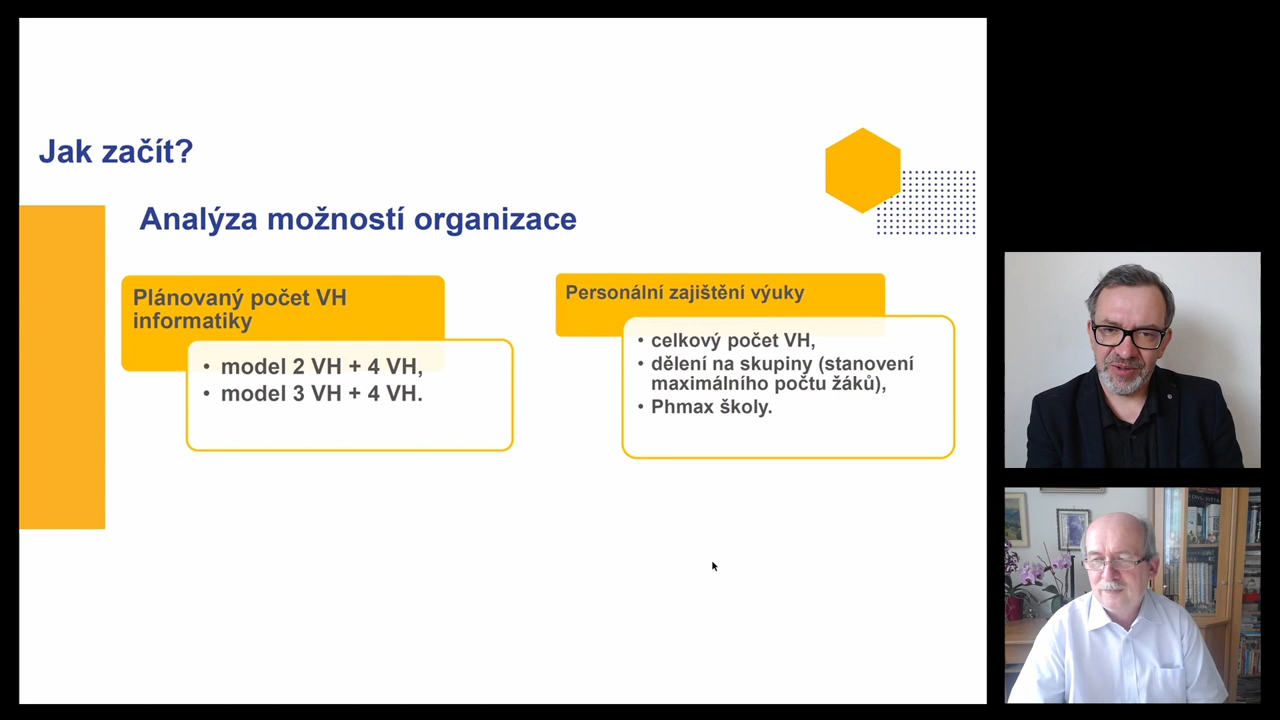 Jak začít?
Analýza možností organizace
Plánovaný počet VH
informatiky
• model 2 VH + 4 VH,
• model 3 VH + 4 VH.
Personální zajištění výuky
• celkový počet VH,
• dělení na skupiny (stanovení
maximálního počtu žáků),
• Phmax školy.